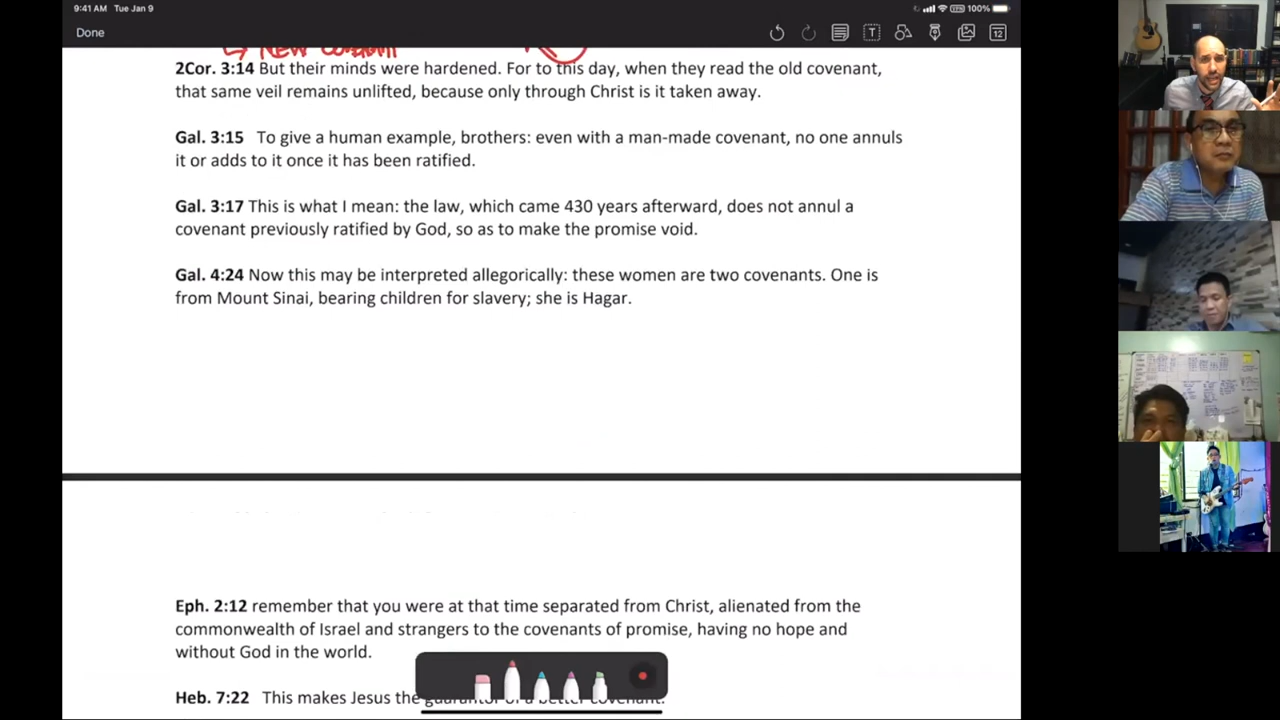 9:41 AM Tue Jan 9
100%
Done
T
12
New Covenant
2Cor. 3:14 But their minds were hardened. For to this day, when they read the old covenant,
that same veil remains unlifted, because only through Christ is it taken away.
Gal. 3:15 To give a human example, brothers: even with a man-made covenant, no one annuls
it or adds to it once it has been ratified.
Gal. 3:17 This is what I mean: the law, which came 430 years afterward, does not annul a
covenant previously ratified by God, so as to make the promise void.
Gal. 4:24 Now this may be interpreted allegorically: these women are two covenants. One is
from Mount Sinai, bearing children for slavery; she is Hagar.
Eph. 2:12 remember that you were at that time separated from Christ, alienated from the
commonwealth of Israel and strangers to the covenants of promise, having no hope and
without God in the world.
Heb. 7:22 This makes Jesus the guarantor of a better covenant.